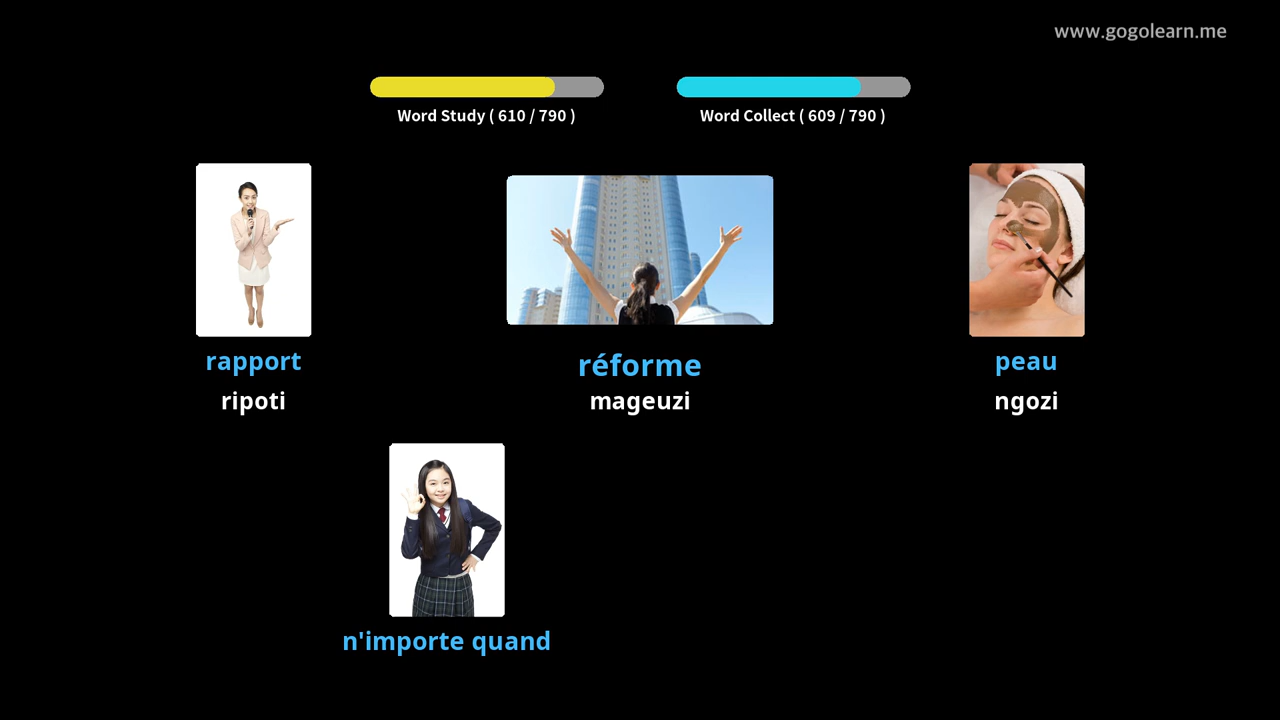 www.gogolearn.me
Word Study ( 610 / 790 )
Word Collect ( 609 / 790 )
rapport
ripoti
réforme
mageuzi
peau
ngozi
n'importe quand